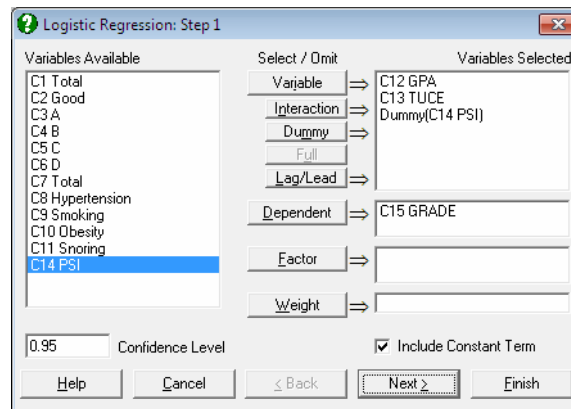 Logistic Regression: Step 1
Variables Available
Select / Omit
Variables Selected
C1 Total
C2 Good
C3 A
C4 B
C5 C
C6 D
C7 Total
C8 Hypertension
C9 Smoking
C10 Obesity
C11 Snoring
C14 PSI
Variable
Interaction
Dummy
Full
Lag/Lead
C12 GPA
C13 TUCE
Dummy(C14 PSI)
Dependent
C15 GRADE
Factor
Weight
0.95 Confidence Level
Include Constant Term
Help
Cancel
< Back
Next >
Finish